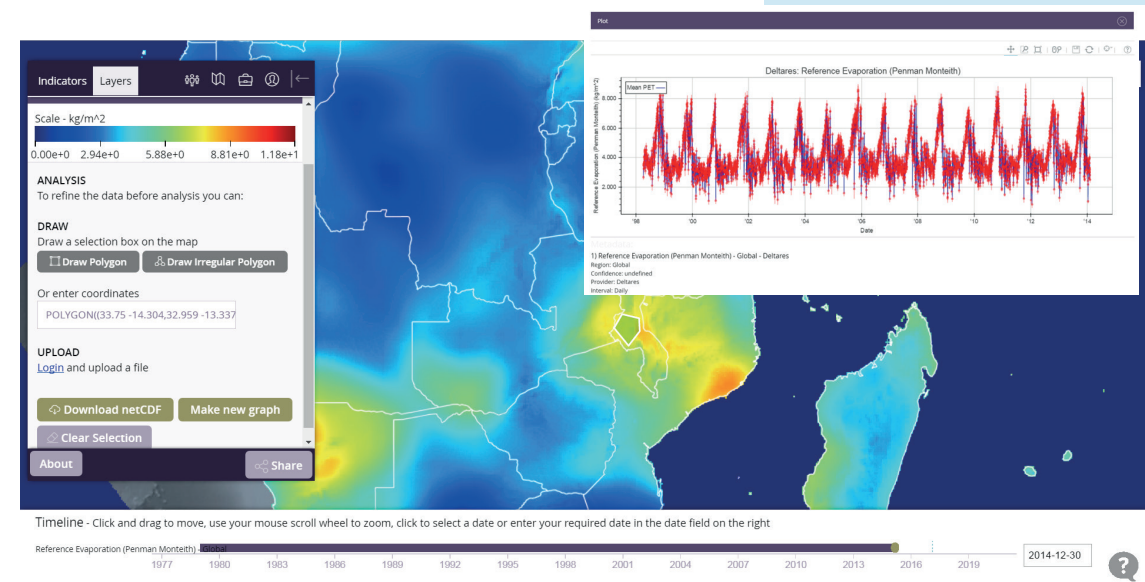 Plot
Deltares: Reference Evaporation (Penman Monteith)
Mean PET
Reference Evaporation (Penman Monteith) (kg/m^2)
8.000
6.000
4.000
2.000
'98 '00 '02 '04 '06 '08 '10 '12 '14
Date
Metadata:
1) Reference Evaporation (Penman Monteith) - Global - Deltares
Region: Global
Confidence: undefined
Provider: Deltares
Interval: Daily
Indicators Layers
Scale - kg/m^2
0.00e+0 2.94e+0 5.88e+0 8.81e+0 1.18e+1
ANALYSIS
To refine the data before analysis you can:
DRAW
Draw a selection box on the map
Draw Polygon Draw Irregular Polygon
Or enter coordinates
POLYGON((33.75 -14.304,32.959 -13.337
UPLOAD
Login and upload a file
Download netCDF Make new graph
Clear Selection
About Share
Timeline - Click and drag to move, use your mouse scroll wheel to zoom, click to select a date or enter your required date in the date field on the right
Reference Evaporation (Penman Monteith) - Global
1977 1980 1983 1986 1989 1992 1995 1998 2001 2004 2007 2010 2013 2016 2019
2014-12-30
?